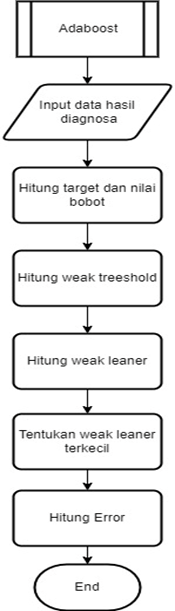 Adaboost
Input data hasil
diagnosa
Hitung target dan nilai
bobot
Hitung weak treeshold
Hitung weak leaner
Tentukan weak leaner
terkecil
Hitung Error
End